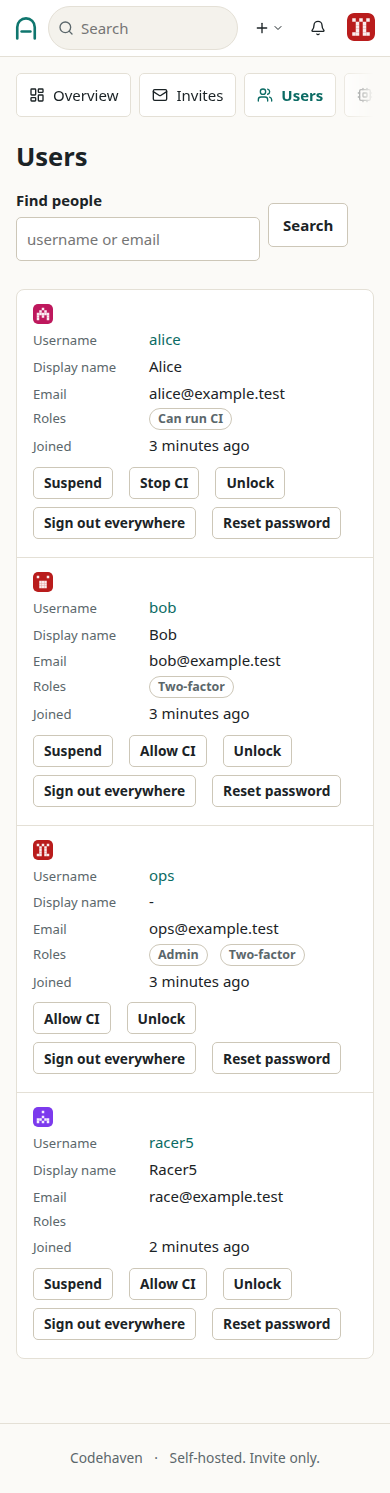 Search
Overview Invites Users
Users
Find people
username or email Search
Username alice
Display name Alice
Email alice@example.test
Roles Can run CI
Joined 3 minutes ago
Suspend Stop CI Unlock
Sign out everywhere Reset password
Username bob
Display name Bob
Email bob@example.test
Roles Two-factor
Joined 3 minutes ago
Suspend Allow CI Unlock
Sign out everywhere Reset password
Username ops
Display name -
Email ops@example.test
Roles Admin Two-factor
Joined 3 minutes ago
Allow CI Unlock
Sign out everywhere Reset password
Username racer5
Display name Racer5
Email race@example.test
Roles
Joined 2 minutes ago
Suspend Allow CI Unlock
Sign out everywhere Reset password
Codehaven · Self-hosted. Invite only.